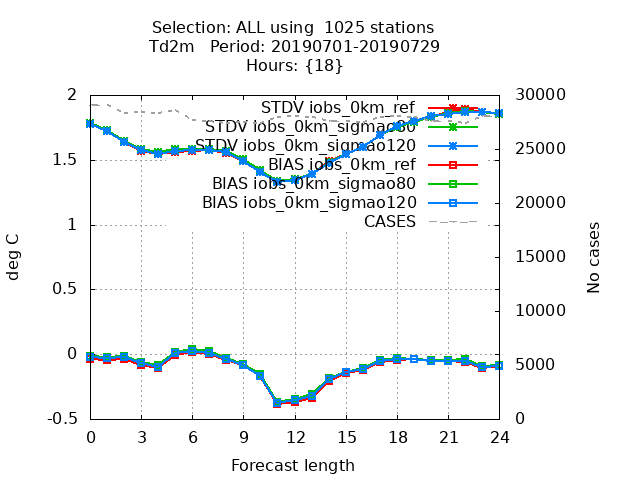 Selection: ALL using  1025 stations
Td2m   Period: 20190701-20190729
Hours: {18}
2
1.5
1
0.5
0
-0.5
30000
25000
20000
15000
10000
5000
0
deg C
No cases
STDV iobs_0km_ref
STDV iobs_0km_sigmao80
STDV iobs_0km_sigmao120
BIAS iobs_0km_ref
BIAS iobs_0km_sigmao80
BIAS iobs_0km_sigmao120
CASES
0 3 6 9 12 15 18 21 24
Forecast length